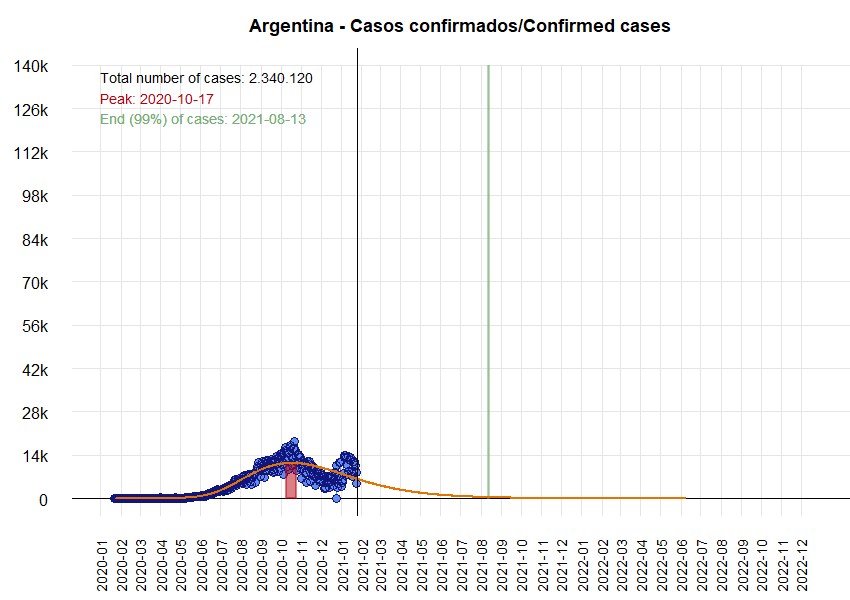 Argentina - Casos confirmados/Confirmed cases
Total number of cases: 2.340.120
Peak: 2020-10-17
End (99%) of cases: 2021-08-13
140k
126k
112k
98k
84k
70k
56k
42k
28k
14k
0
2020-01
2020-02
2020-03
2020-04
2020-05
2020-06
2020-07
2020-08
2020-09
2020-10
2020-11
2020-12
2021-01
2021-02
2021-03
2021-04
2021-05
2021-06
2021-07
2021-08
2021-09
2021-10
2021-11
2021-12
2022-01
2022-02
2022-03
2022-04
2022-05
2022-06
2022-07
2022-08
2022-09
2022-10
2022-11
2022-12